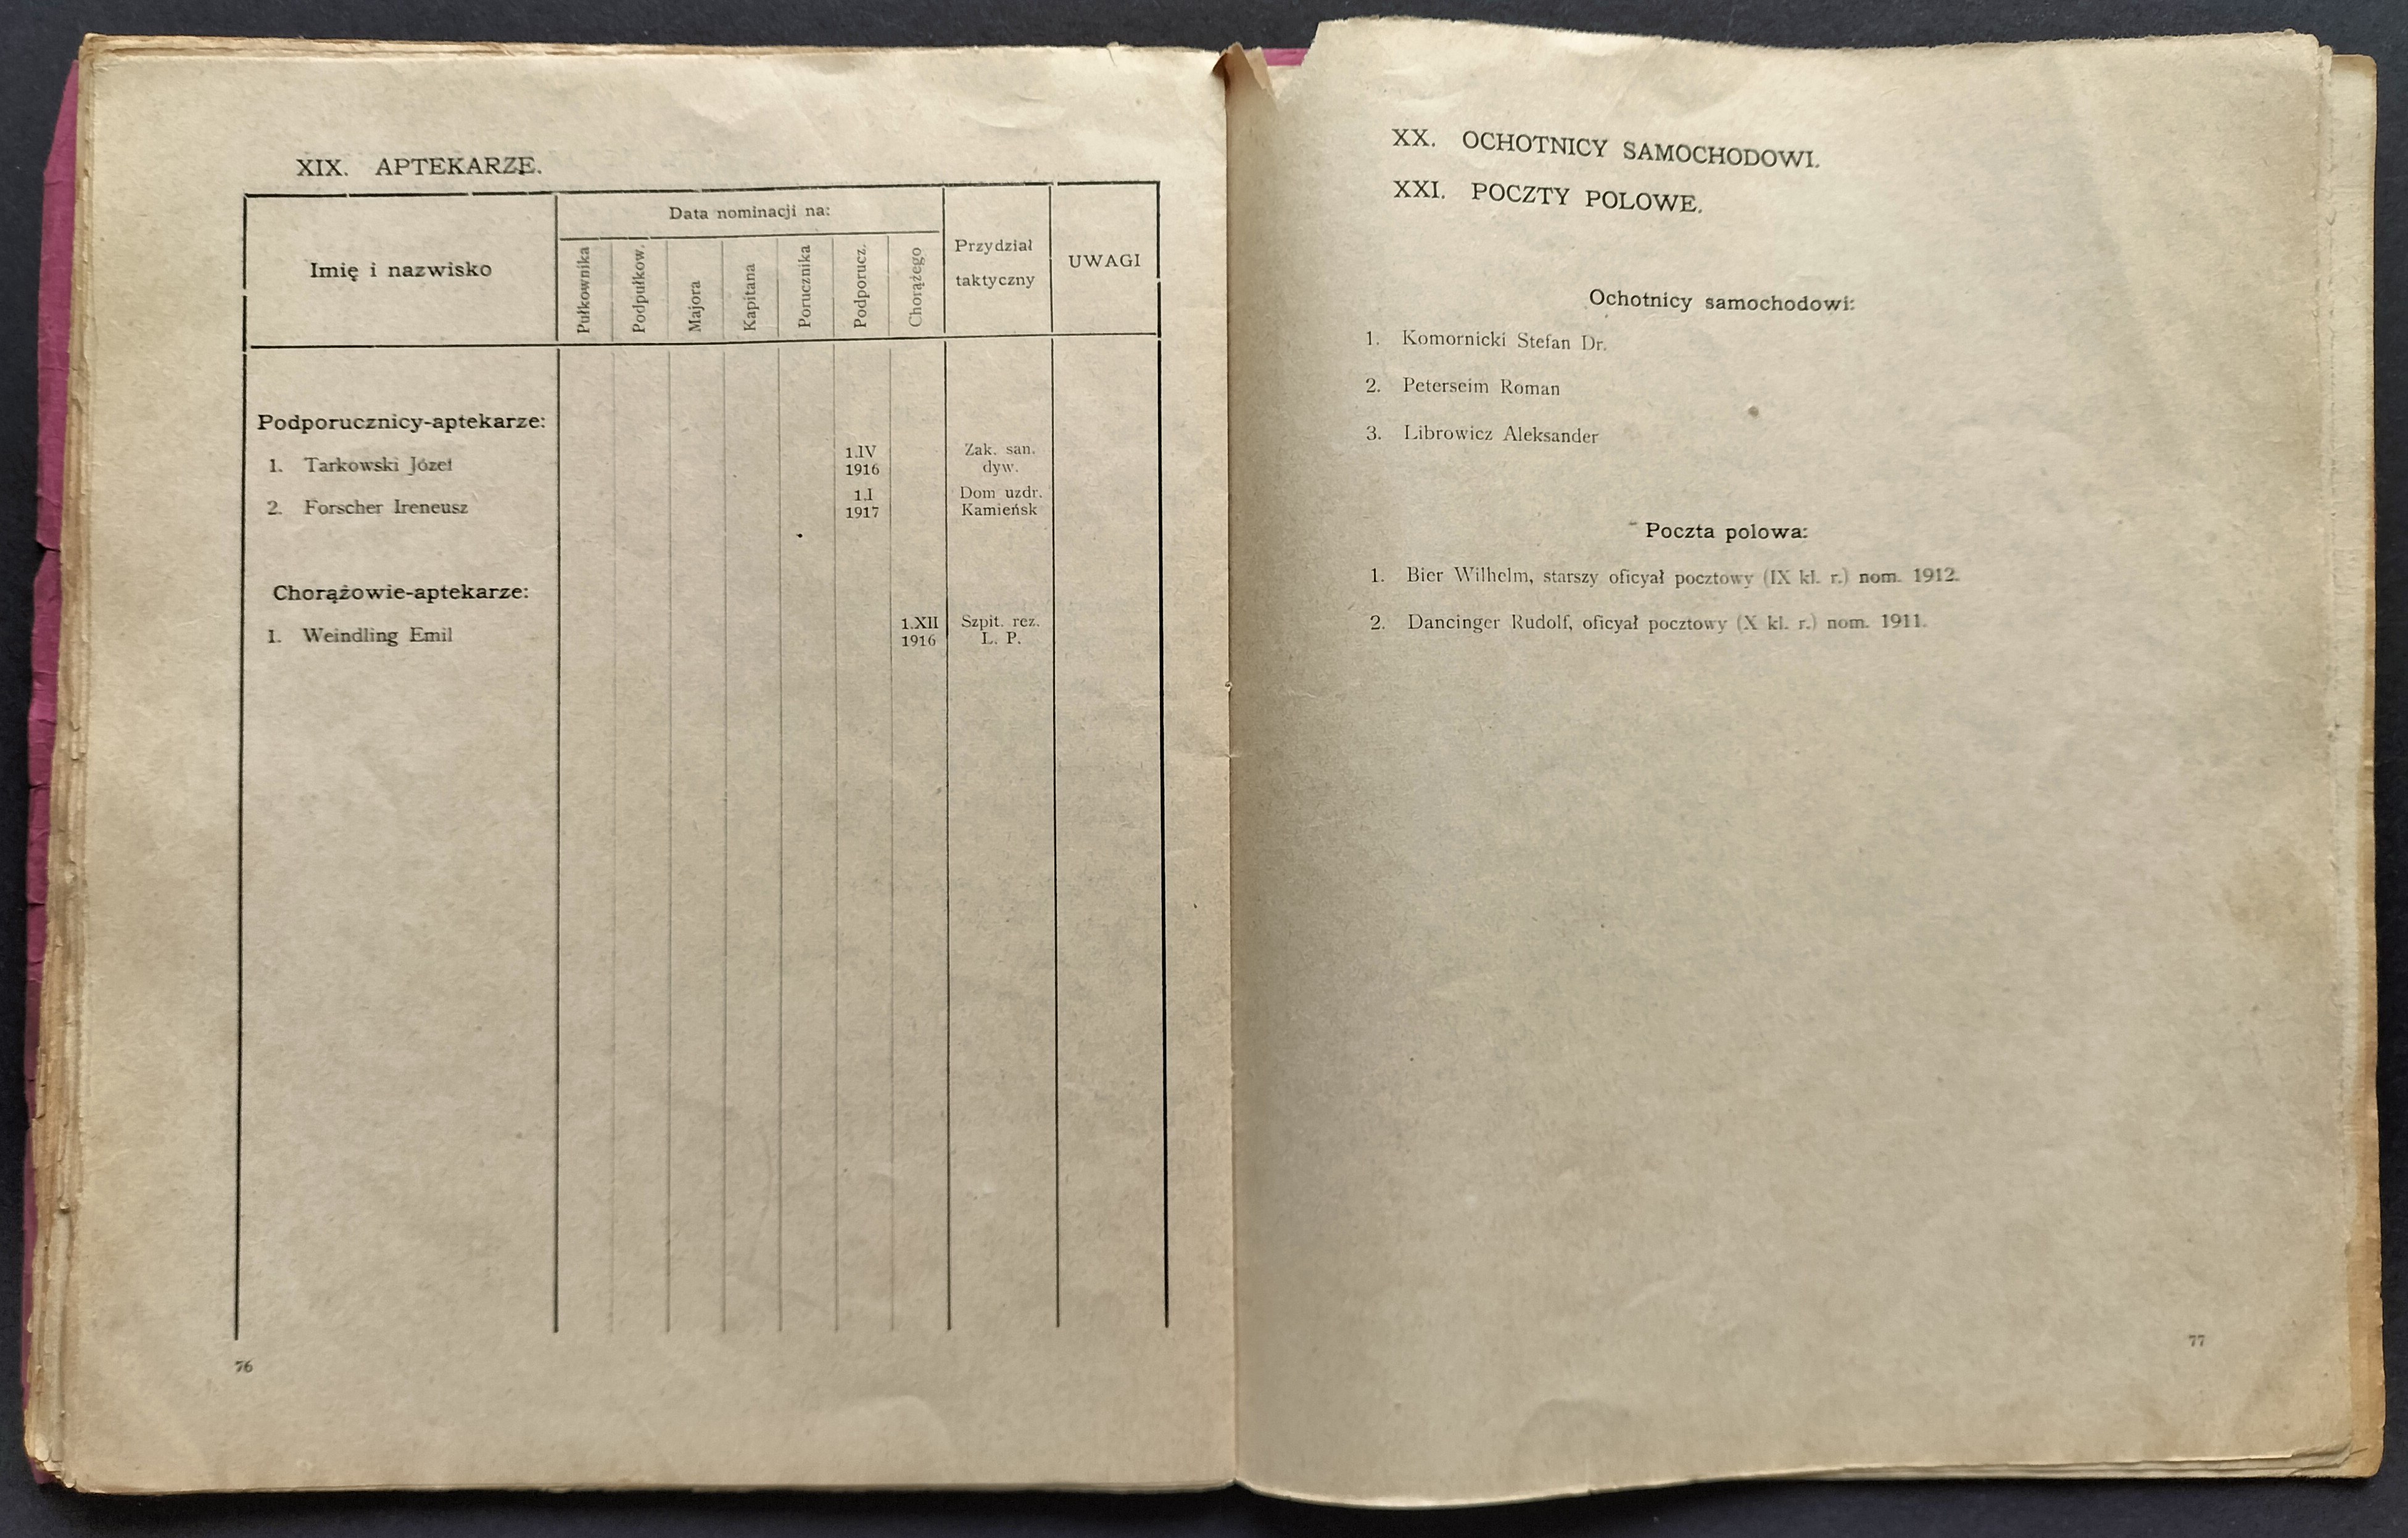 XIX. APTEKARZE.
Imię i nazwisko
Data nominacji na:
Pułkownika
Podpułkow.
Majora
Kapitana
Porucznika
Podporucz.
Chorążego
Przydział
taktyczny
UWAGI
Podporucznicy-aptekarze:
1. Tarkowski Józef 1.IV 1916 Zak. san. dyw.
2. Forscher Ireneusz 1.I 1917 Dom uzdr. Kamieńsk
Chorążowie-aptekarze:
1. Weindling Emil 1.XII 1916 Szpit. rez. L. P.
76
XX. OCHOTNICY SAMOCHODOWI.
XXI. POCZTY POLOWE.
Ochotnicy samochodowi:
1. Komornicki Stefan Dr.
2. Peterseim Roman
3. Librowicz Aleksander
Poczta polowa:
1. Bier Wilhelm, starszy oficyał pocztowy (IX kl. r.) nom. 1912.
2. Dancinger Rudolf, oficyał pocztowy (X kl. r.) nom. 1911.
77